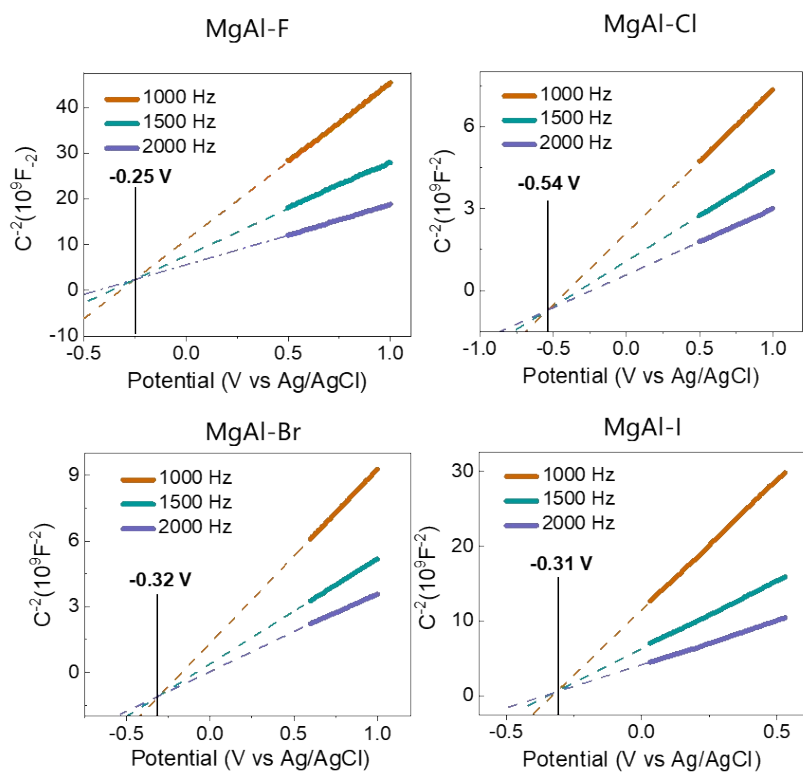 MgAl-F
C⁻²(10⁹F₋₂)
40
30
20
10
0
-10
1000 Hz
1500 Hz
2000 Hz
-0.25 V
-0.5
0.0
0.5
1.0
Potential (V vs Ag/AgCl)
MgAl-Cl
C⁻²(10⁹F⁻²)
6
3
0
1000 Hz
1500 Hz
2000 Hz
-0.54 V
-1.0
-0.5
0.0
0.5
1.0
Potential (V vs Ag/AgCl)
MgAl-Br
C⁻²(10⁹F⁻²)
9
6
3
0
1000 Hz
1500 Hz
2000 Hz
-0.32 V
-0.5
0.0
0.5
1.0
Potential (V vs Ag/AgCl)
MgAl-I
C⁻²(10⁹F⁻²)
30
20
10
0
1000 Hz
1500 Hz
2000 Hz
-0.31 V
-0.5
0.0
0.5
Potential (V vs Ag/AgCl)